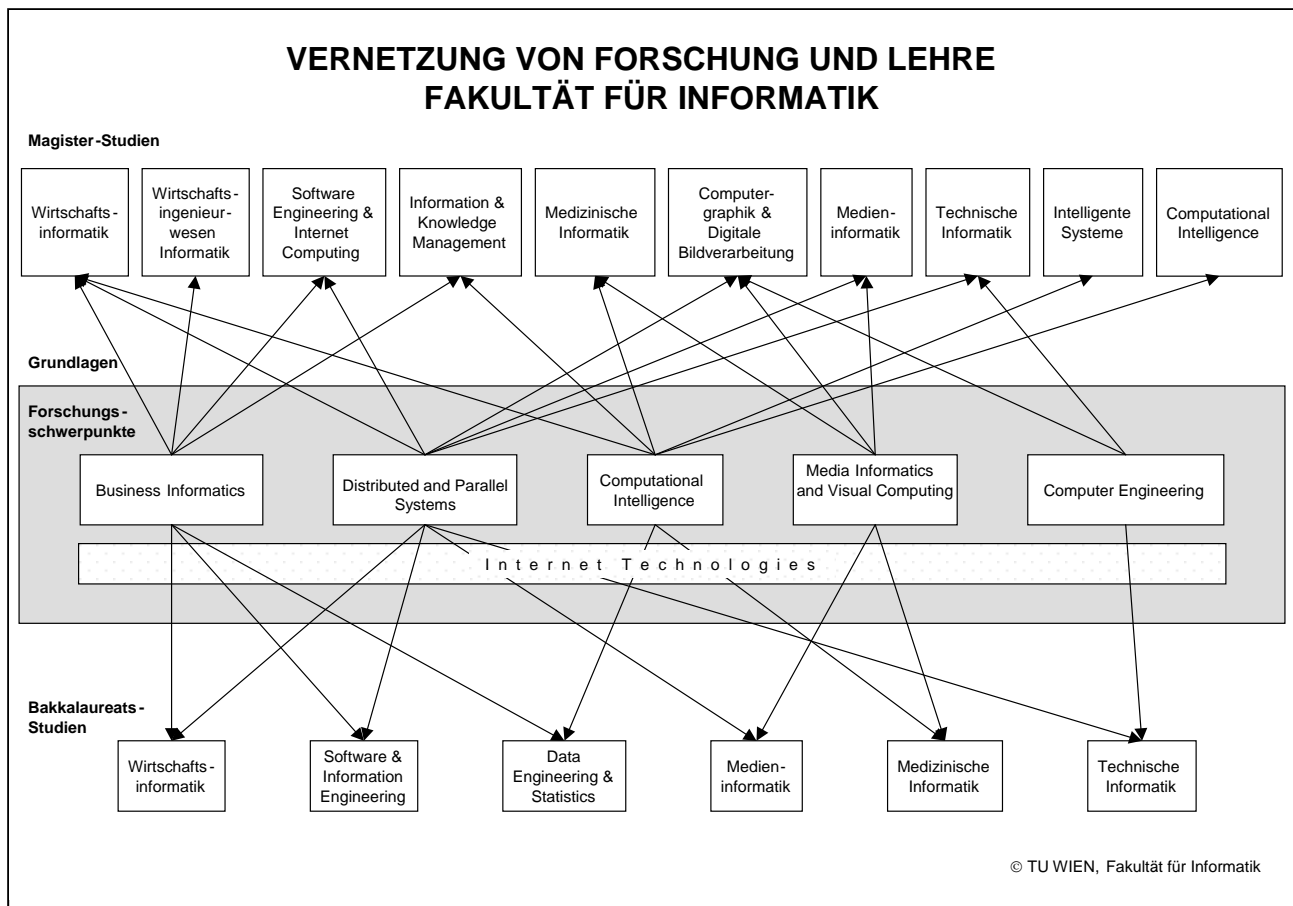 VERNETZUNG VON FORSCHUNG UND LEHRE
FAKULTÄT FÜR INFORMATIK
Magister-Studien
Wirtschafts-
informatik
Wirtschafts-
ingenieur-
wesen
Informatik
Software
Engineering &
Internet
Computing
Information &
Knowledge
Management
Medizinische
Informatik
Computer-
graphik &
Digitale
Bildverarbeitung
Medien-
informatik
Technische
Informatik
Intelligente
Systeme
Computational
Intelligence
Grundlagen
Forschungs-
schwerpunkte
Business Informatics
Distributed and Parallel
Systems
Computational
Intelligence
Media Informatics
and Visual Computing
Computer Engineering
Internet Technologies
Bakkalaureats-
Studien
Wirtschafts-
informatik
Software &
Information
Engineering
Data
Engineering &
Statistics
Medien-
informatik
Medizinische
Informatik
Technische
Informatik
© TU WIEN, Fakultät für Informatik